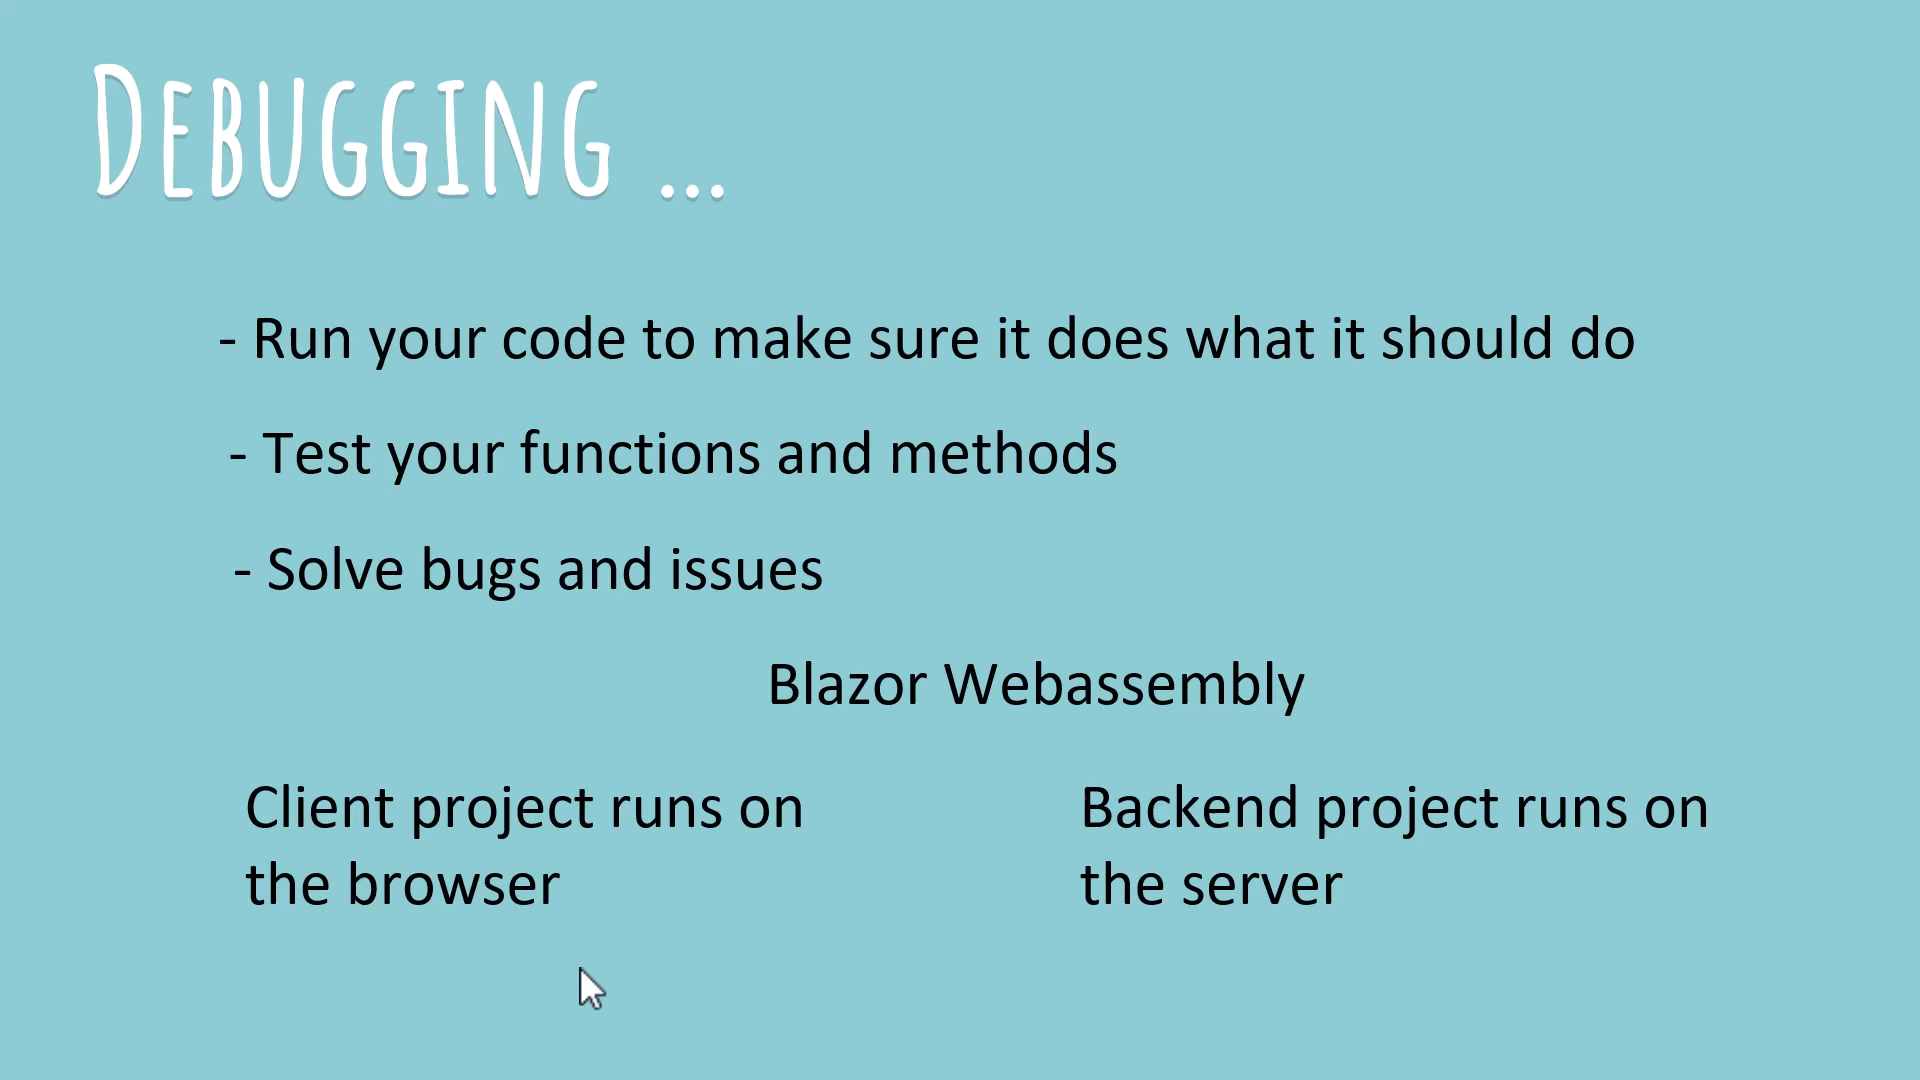 DEBUGGING ...
- Run your code to make sure it does what it should do
- Test your functions and methods
- Solve bugs and issues
Blazor Webassembly
Client project runs on
the browser
Backend project runs on
the server